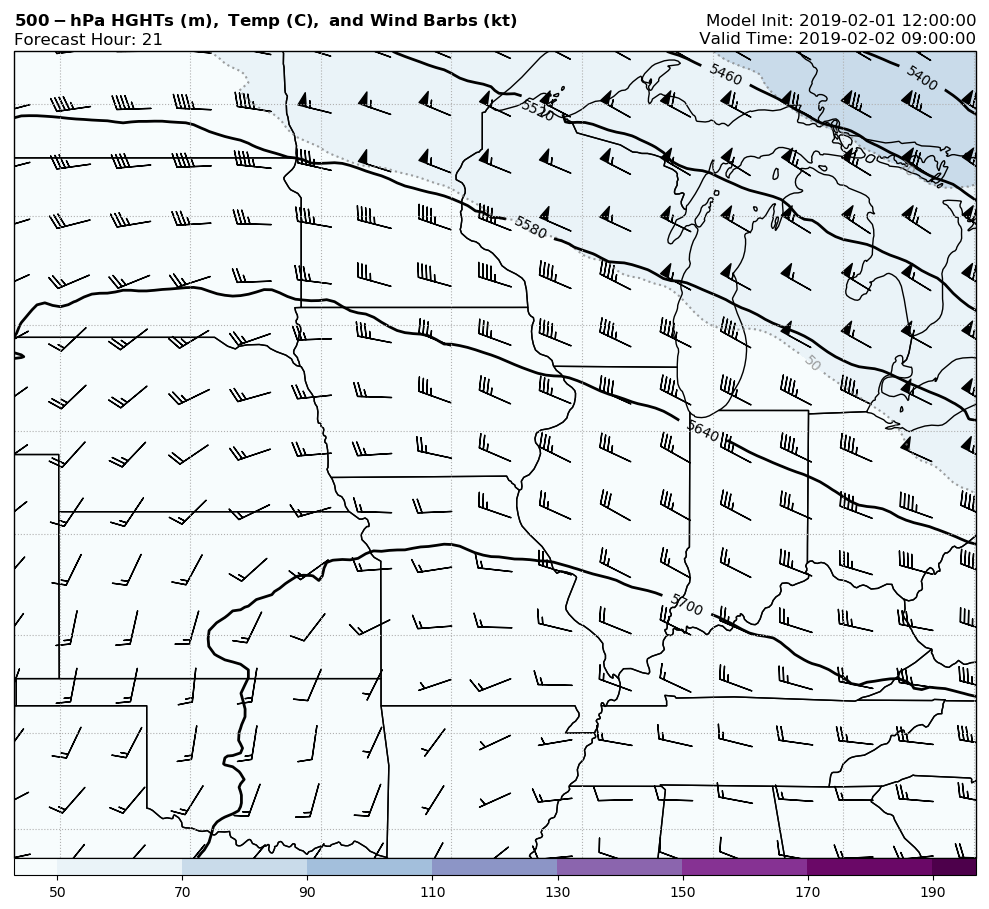 500-hPa HGHTs (m), Temp (C), and Wind Barbs (kt)
Model Init: 2019-02-01 12:00:00
Forecast Hour: 21
Valid Time: 2019-02-02 09:00:00
5460
5400
5520
5580
50
5640
5700
50 70 90 110 130 150 170 190